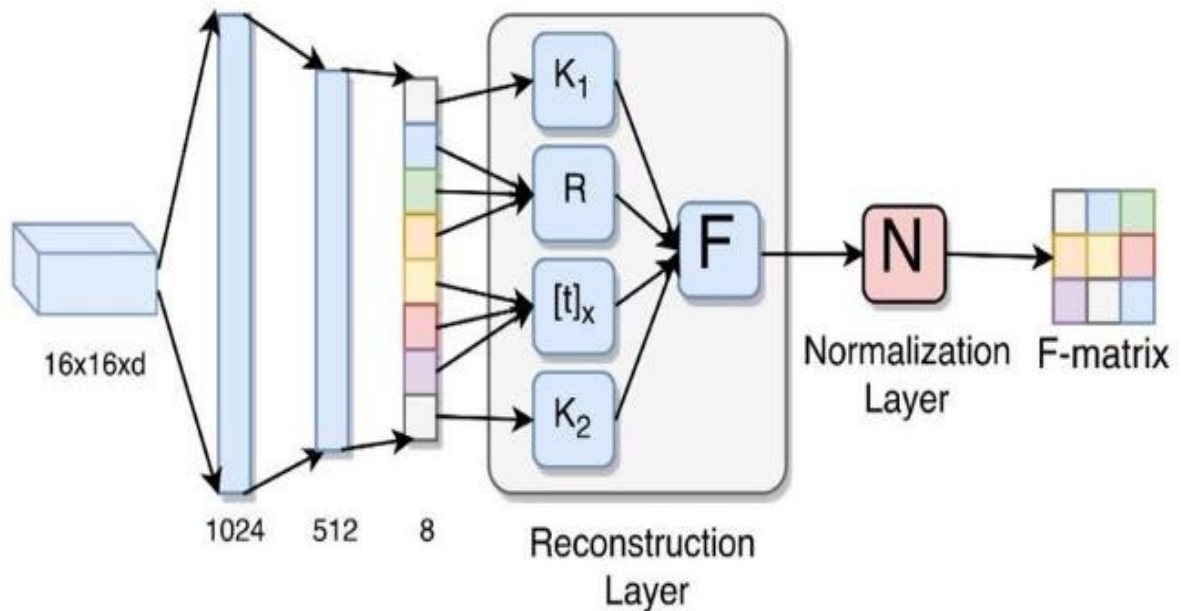 16x16xd
1024
512
8
K1
R
[t]x
K2
F
Reconstruction
Layer
N
Normalization
Layer
F-matrix